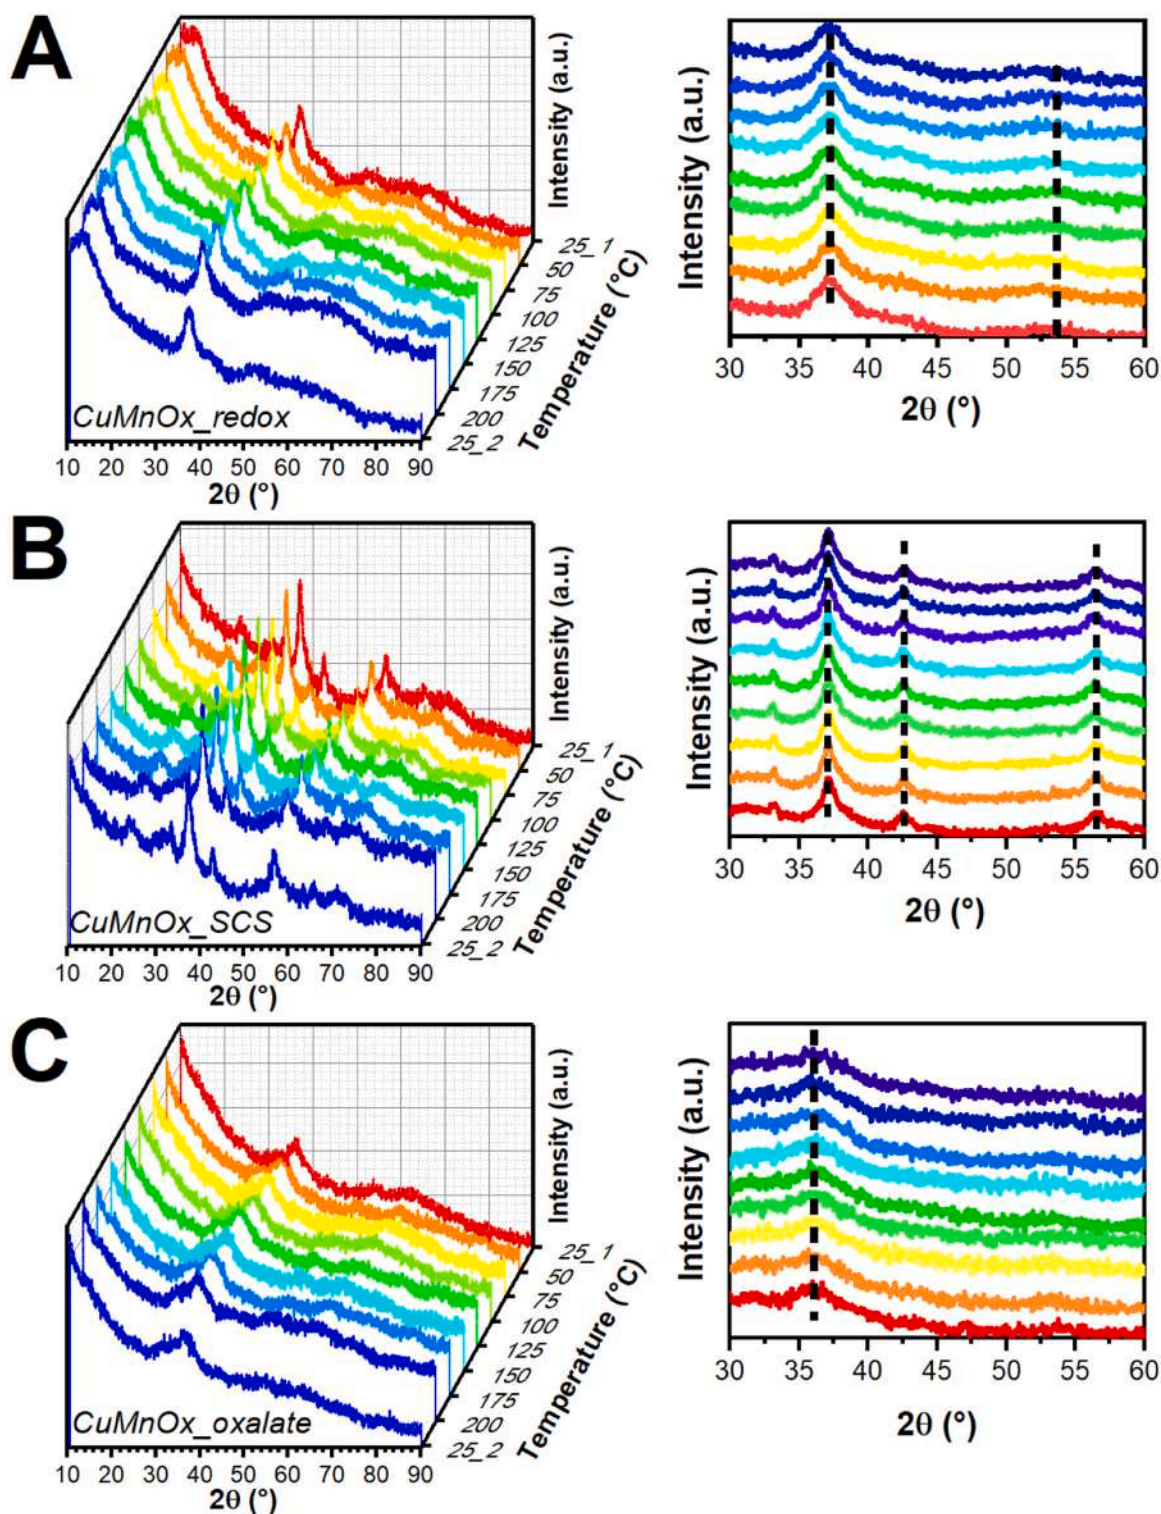 A
Intensity (a.u.)
25_1
50
75
100
125
150
175
200
25_2
Temperature (°C)
CuMnOx_redox
10 20 30 40 50 60 70 80 90
2θ (°)
Intensity (a.u.)
30 35 40 45 50 55 60
2θ (°)
B
Intensity (a.u.)
25_1
50
75
100
125
150
175
200
25_2
Temperature (°C)
CuMnOx_SCS
10 20 30 40 50 60 70 80 90
2θ (°)
Intensity (a.u.)
30 35 40 45 50 55 60
2θ (°)
C
Intensity (a.u.)
25_1
50
75
100
125
150
175
200
25_2
Temperature (°C)
CuMnOx_oxalate
10 20 30 40 50 60 70 80 90
2θ (°)
Intensity (a.u.)
30 35 40 45 50 55 60
2θ (°)